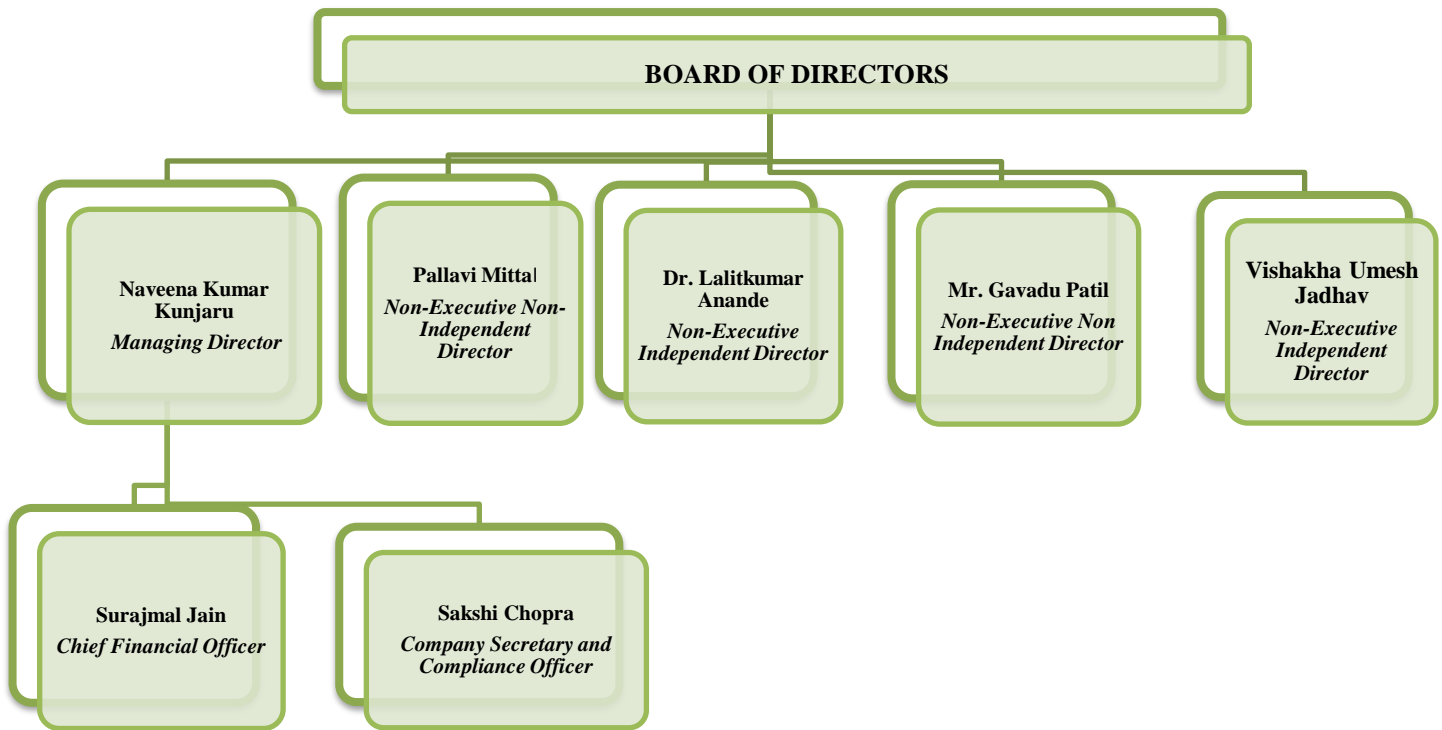 BOARD OF DIRECTORS
Naveena Kumar
Kunjaru
Managing Director
Pallavi Mittal
Non-Executive Non-
Independent
Director
Dr. Lalitkumar
Anande
Non-Executive
Independent Director
Mr. Gavadu Patil
Non-Executive Non
Independent Director
Vishakha Umesh
Jadhav
Non-Executive
Independent
Director
Surajmal Jain
Chief Financial Officer
Sakshi Chopra
Company Secretary and
Compliance Officer